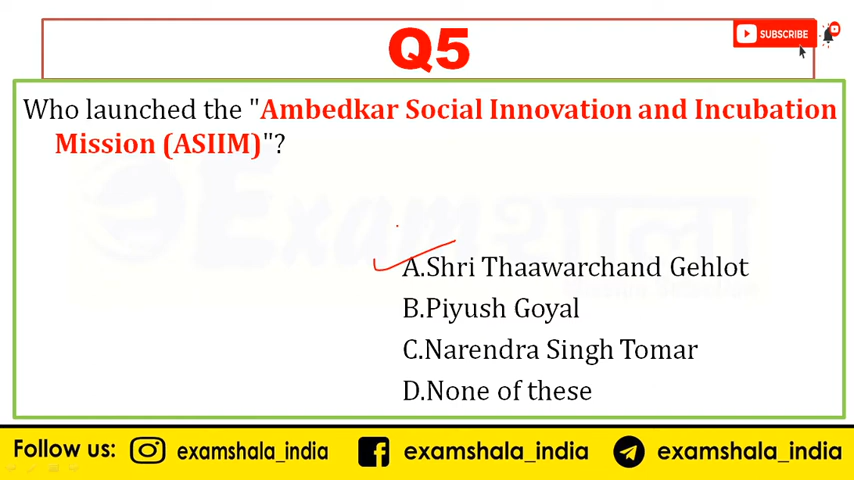 Q5
SUBSCRIBE
Who launched the "Ambedkar Social Innovation and Incubation
Mission (ASIIM)"?
Examशाला
A.Shri Thaawarchand Gehlot
B.Piyush Goyal
C.Narendra Singh Tomar
D.None of these
Follow us: examshala_india examshala_india examshala_india